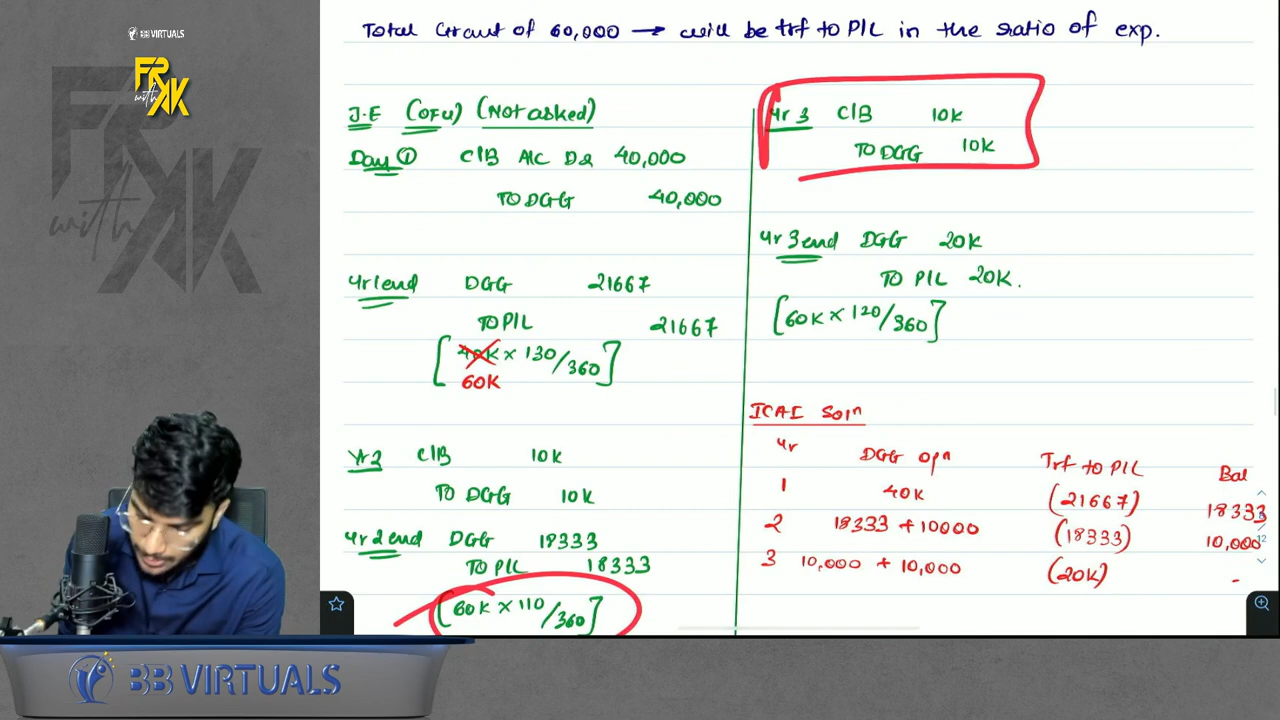 BB VIRTUALS
FR
with
AK
FR
with
AK
Total Grant of 60,000 → will be trf to P|L in the ratio of exp.
J.E (OFU) (Not asked)
Day ① C|B A|C Dr 40,000
TO DGG 40,000
Yr 1 end DGG 21667
TO P|L 21667
[40K × 130/360]
60K
Yr 2 C|B 10K
TO DGG 10K
Yr 2 end DGG 18333
TO P|L 18333
[60K × 110/360]
Yr 3 C|B 10K
TO DGG 10K
Yr 3 end DGG 20K
TO P|L 20K.
[60K × 120/360]
ICAI Soln
Yr DGG opn Trf to P|L Bal
1 40K (21667) 18333
2 18333 + 10000 (18333) 10,000
3 10,000 + 10,000 (20K) -
BB VIRTUALS